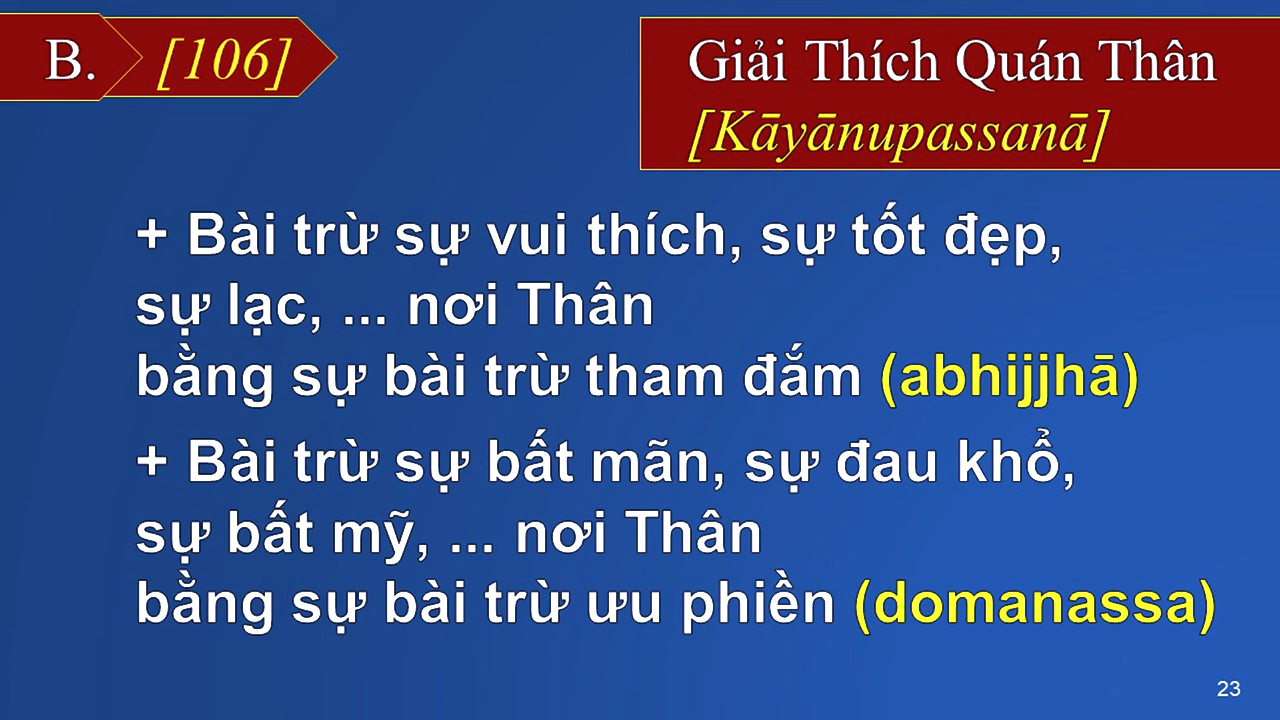 B. [106]
Giải Thích Quán Thân
[Kāyānupassanā]
+ Bài trừ sự vui thích, sự tốt đẹp,
sự lạc, ... nơi Thân
bằng sự bài trừ tham đắm (abhijjhā)
+ Bài trừ sự bất mãn, sự đau khổ,
sự bất mỹ, ... nơi Thân
bằng sự bài trừ ưu phiền (domanassa)
23